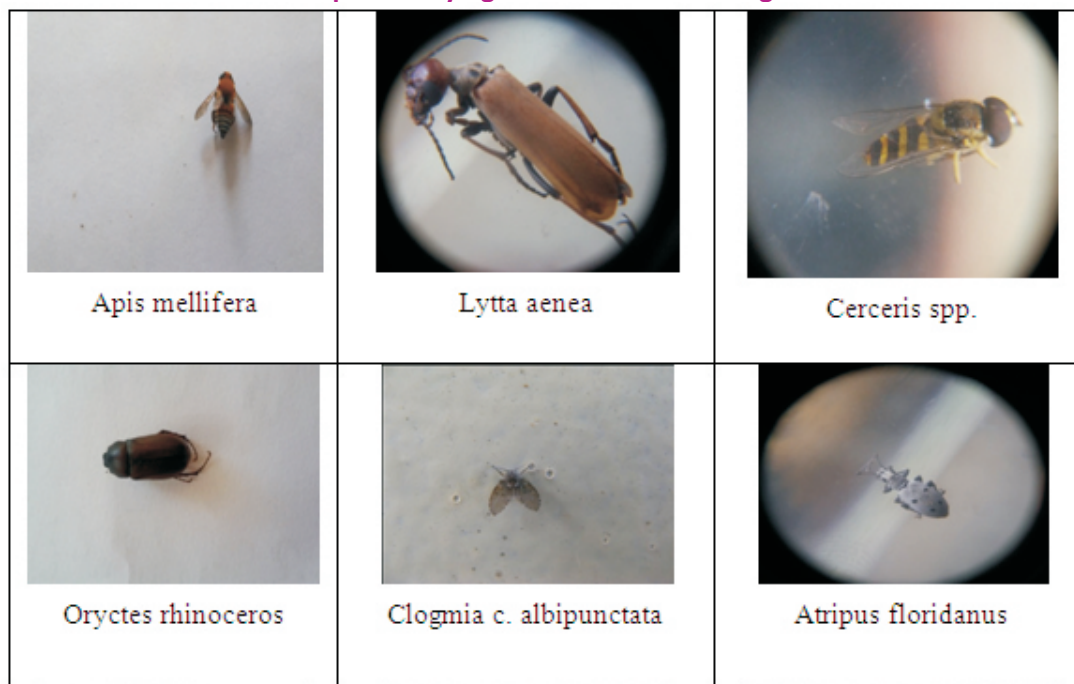 Apis mellifera
Lytta aenea
Cerceris spp.
Oryctes rhinoceros
Clogmia c. albipunctata
Atripus floridanus